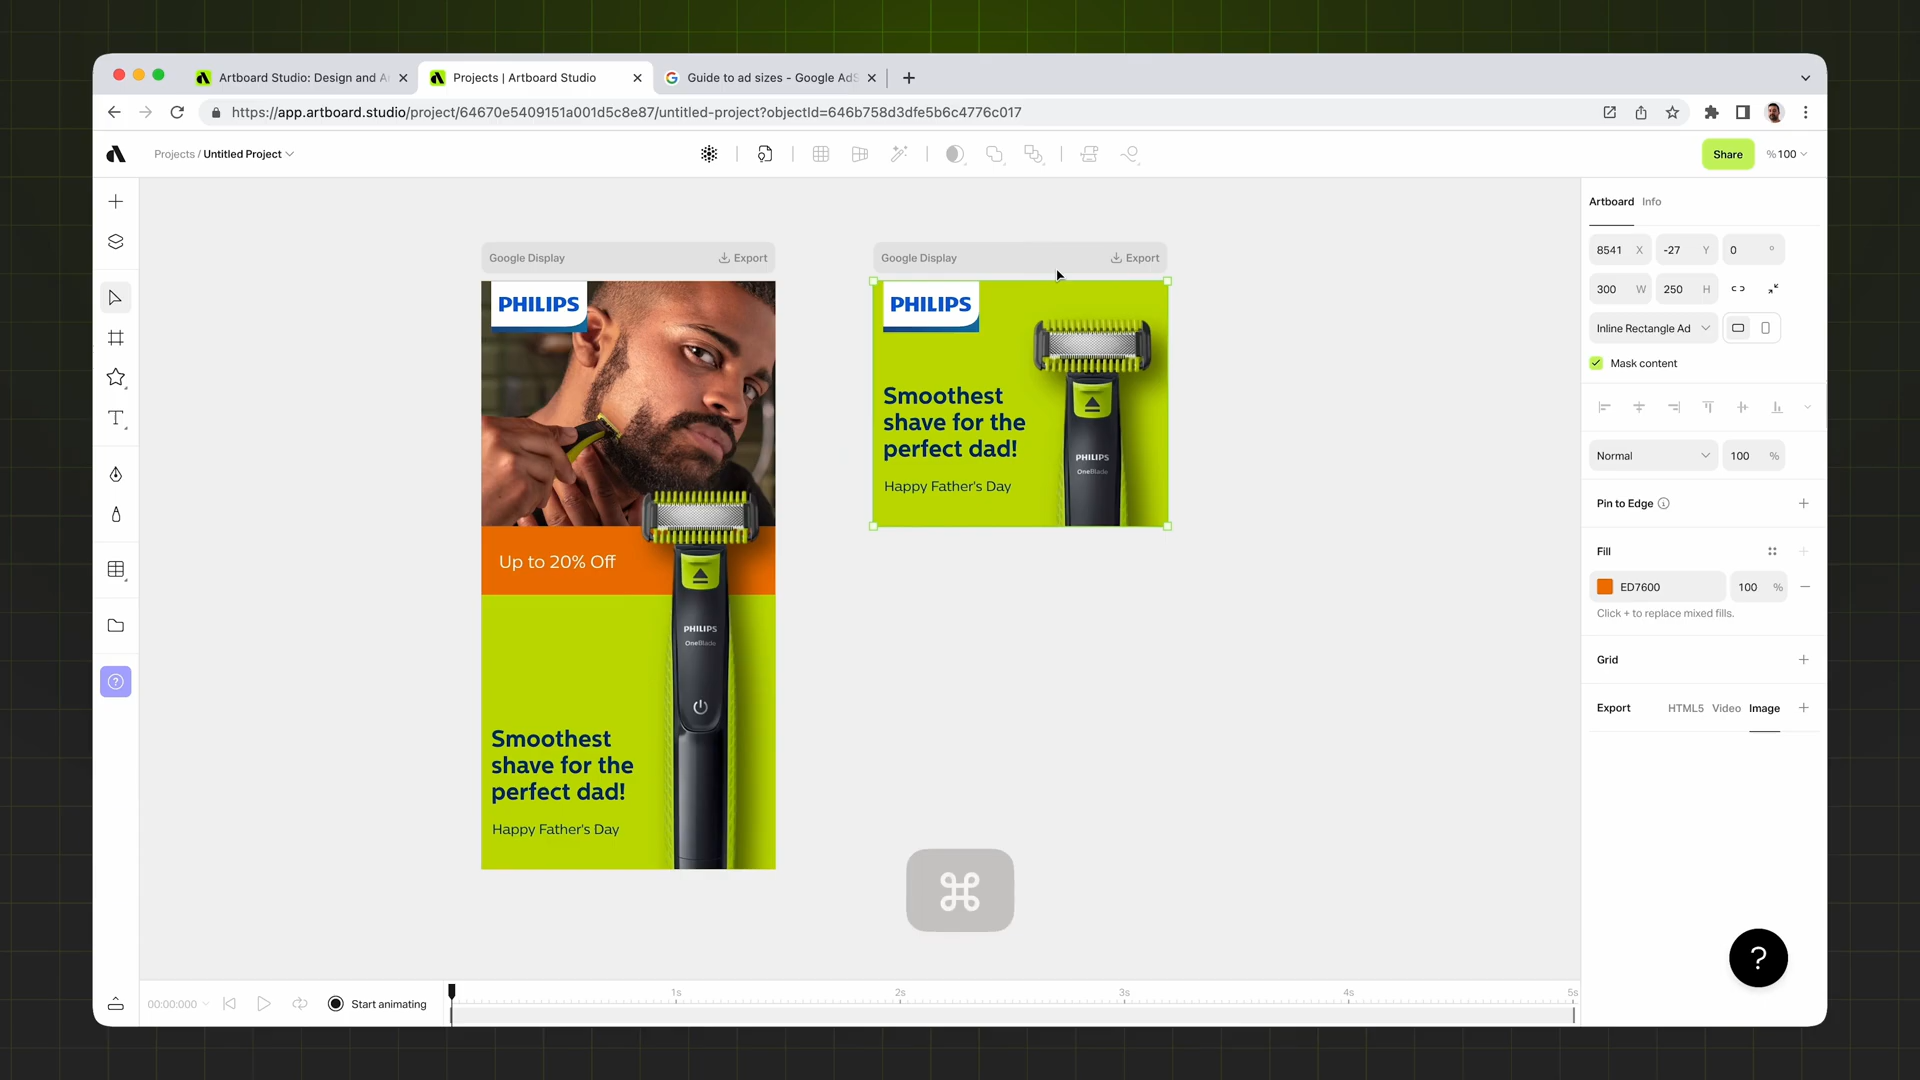 Artboard Studio: Design and A
Projects | Artboard Studio
Guide to ad sizes - Google AdS
https://app.artboard.studio/project/64670e5409151a001d5c8e87/untitled-project?objectId=646b758d3dfe5b6c4776c017
Projects / Untitled Project
Share
%100
Artboard Info
8541 X -27 Y 0 °
300 W 250 H
Inline Rectangle Ad
Mask content
Normal 100 %
Pin to Edge
Fill
ED7600 100 %
Click + to replace mixed fills.
Grid
Export HTML5 Video Image
Google Display Export
PHILIPS
Up to 20% Off
PHILIPS
OneBlade
Smoothest
shave for the
perfect dad!
Happy Father's Day
Google Display Export
PHILIPS
Smoothest
shave for the
perfect dad!
Happy Father's Day
PHILIPS
OneBlade
⌘
?
00:00:000
Start animating
1s 2s 3s 4s 5s